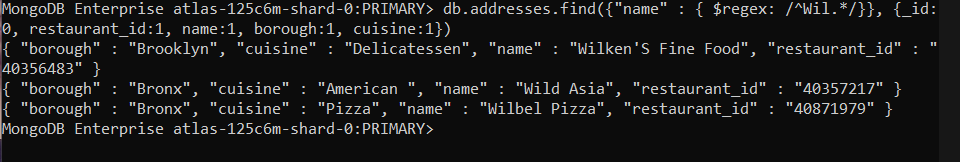 MongoDB Enterprise atlas-125c6m-shard-0:PRIMARY> db.addresses.find({"name" : { $regex: /^Wil.*/}}, {_id:
0, restaurant_id:1, name:1, borough:1, cuisine:1})
{ "borough" : "Brooklyn", "cuisine" : "Delicatessen", "name" : "Wilken'S Fine Food", "restaurant_id" : "
40356483" }
{ "borough" : "Bronx", "cuisine" : "American ", "name" : "Wild Asia", "restaurant_id" : "40357217" }
{ "borough" : "Bronx", "cuisine" : "Pizza", "name" : "Wilbel Pizza", "restaurant_id" : "40871979" }
MongoDB Enterprise atlas-125c6m-shard-0:PRIMARY>